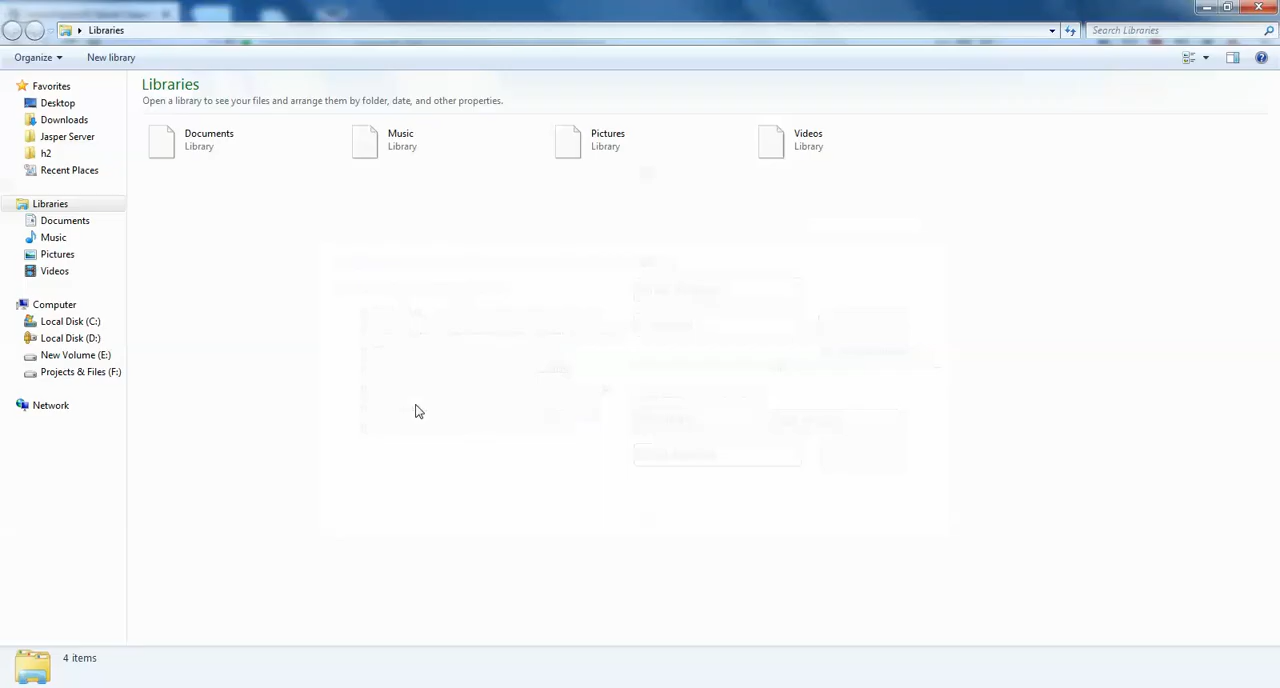 Libraries
Search Libraries
Organize
New library
Favorites
Desktop
Downloads
Jasper Server
h2
Recent Places
Libraries
Documents
Music
Pictures
Videos
Computer
Local Disk (C:)
Local Disk (D:)
New Volume (E:)
Projects & Files (F:)
Network
Libraries
Open a library to see your files and arrange them by folder, date, and other properties.
Documents
Library
Music
Library
Pictures
Library
Videos
Library
4 items